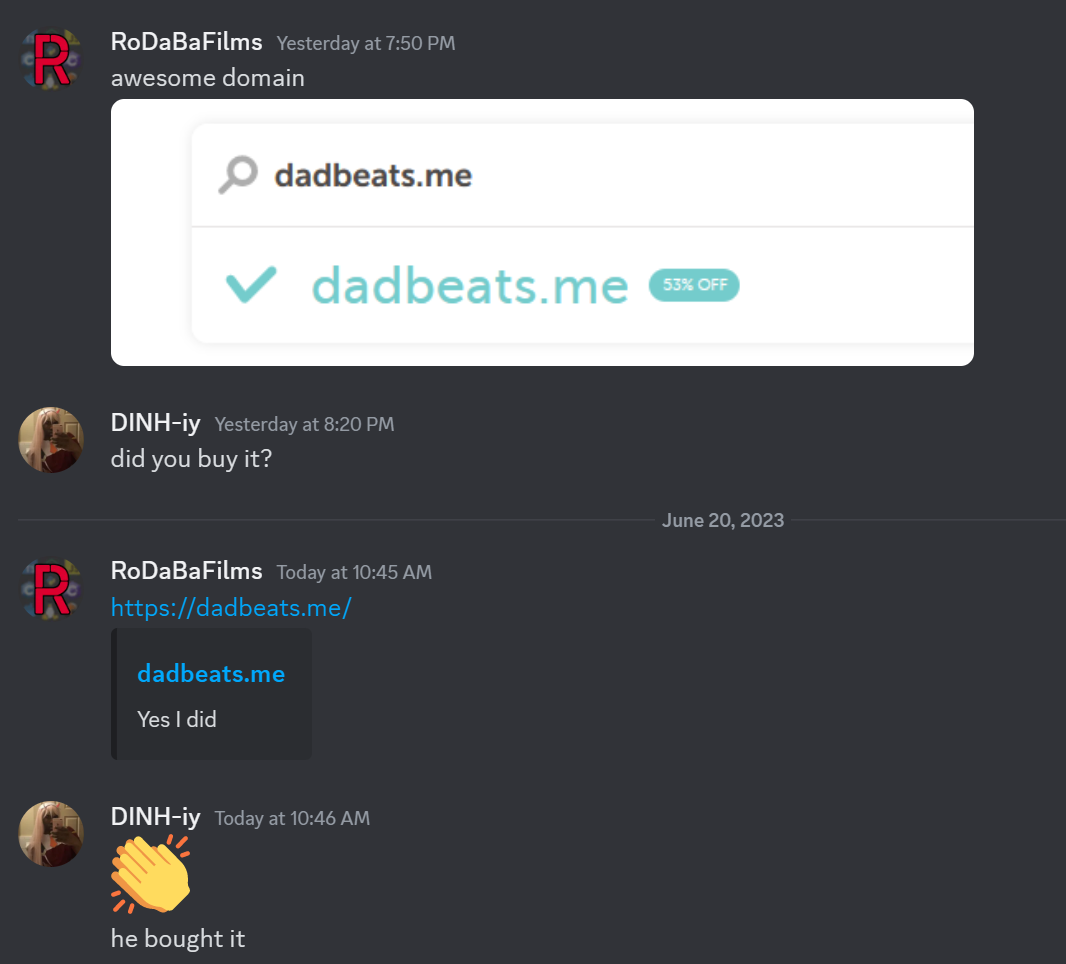 RoDaBaFilms Yesterday at 7:50 PM
awesome domain
dadbeats.me
dadbeats.me 53% OFF
DINH-iy Yesterday at 8:20 PM
did you buy it?
June 20, 2023
RoDaBaFilms Today at 10:45 AM
https://dadbeats.me/
dadbeats.me
Yes I did
DINH-iy Today at 10:46 AM
he bought it